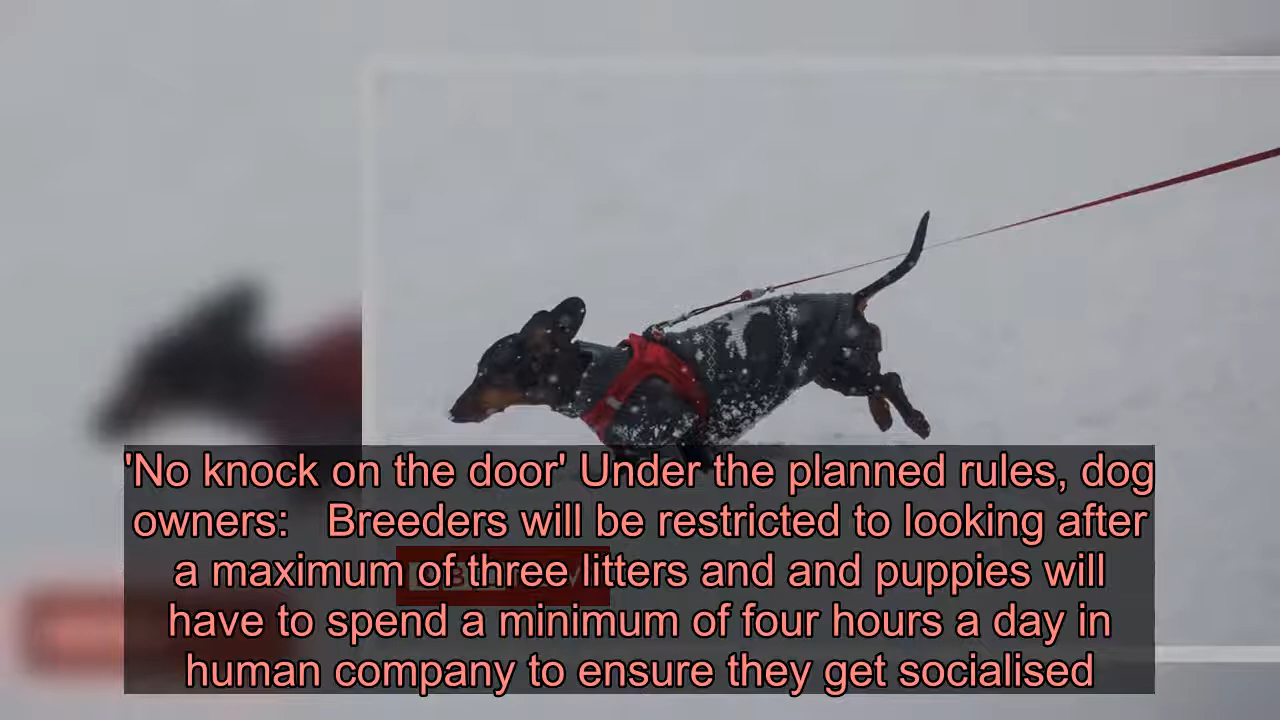 'No knock on the door' Under the planned rules, dog
owners:   Breeders will be restricted to looking after
a maximum of three litters and and puppies will
have to spend a minimum of four hours a day in
human company to ensure they get socialised